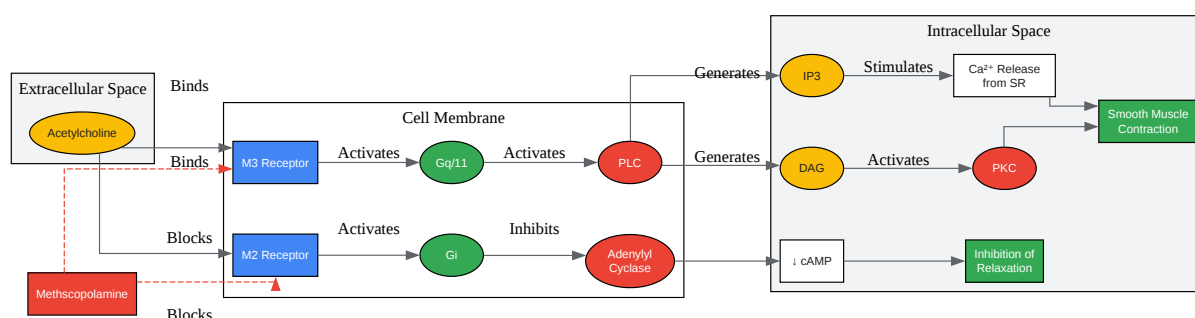 Intracellular Space
Extracellular Space
Binds
Generates
IP3
Stimulates
Ca²⁺ Release
from SR
Cell Membrane
Acetylcholine
Smooth Muscle
Contraction
Binds
M3 Receptor
Activates
Gq/11
Activates
PLC
Generates
DAG
Activates
PKC
Blocks
M2 Receptor
Activates
Gi
Inhibits
Adenylyl
Cyclase
↓ cAMP
Inhibition of
Relaxation
Methscopolamine
Blocks